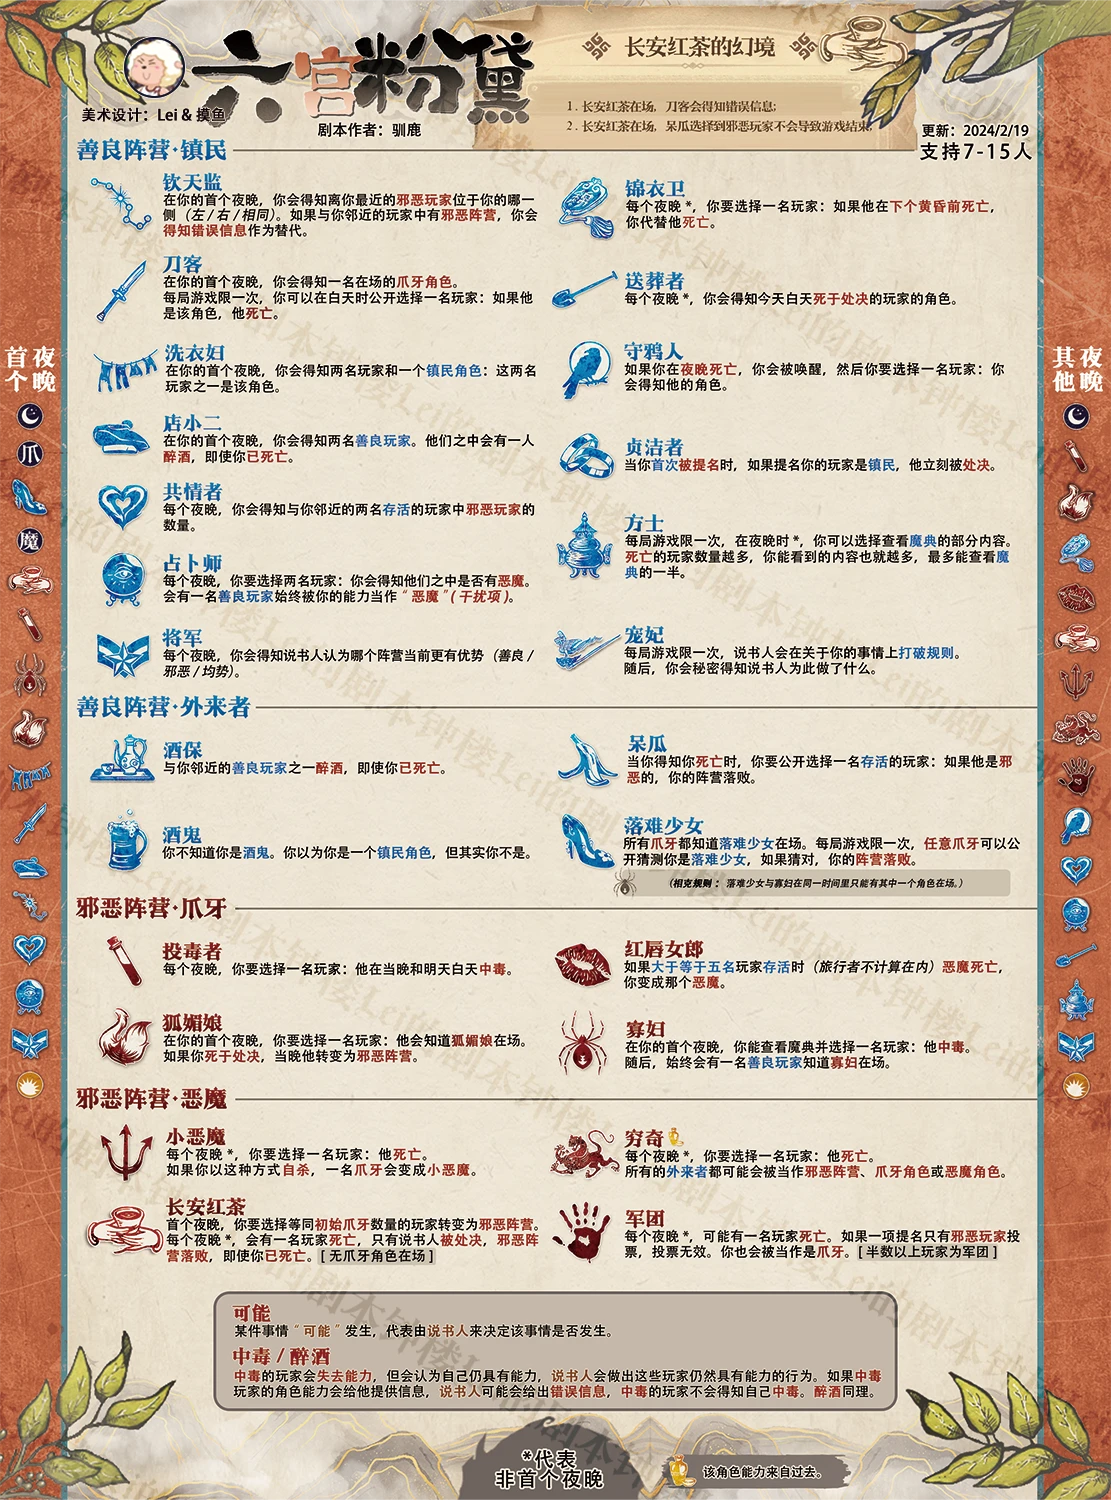 六宫粉黛
长安红茶的幻境
1 . 长安红茶在场，刀客会得知错误信息;
2 . 长安红茶在场，呆瓜选择到邪恶玩家不会导致游戏结束.
美术设计：Lei & 摸鱼
剧本作者：驯鹿
更新：2024/2/19
支持7-15人
善良阵营·镇民
钦天监
在你的首个夜晚，你会得知离你最近的邪恶玩家位于你的哪一
侧（左 / 右 / 相同）。如果与你邻近的玩家中有邪恶阵营，你会
得知错误信息作为替代。
刀客
在你的首个夜晚，你会得知一名在场的爪牙角色。
每局游戏限一次，你可以在白天时公开选择一名玩家：如果他
是该角色，他死亡。
洗衣妇
在你的首个夜晚，你会得知两名玩家和一个镇民角色：这两名
玩家之一是该角色。
店小二
在你的首个夜晚，你会得知两名善良玩家。他们之中会有一人
醉酒，即使你已死亡。
共情者
每个夜晚，你会得知与你邻近的两名存活的玩家中邪恶玩家的
数量。
占卜师
每个夜晚，你要选择两名玩家：你会得知他们之中是否有恶魔。
会有一名善良玩家始终被你的能力当作“恶魔”( 干扰项 )。
将军
每个夜晚，你会得知说书人认为哪个阵营当前更有优势（善良 /
邪恶 / 均势）。
锦衣卫
每个夜晚 *，你要选择一名玩家：如果他在下个黄昏前死亡，
你代替他死亡。
送葬者
每个夜晚 *，你会得知今天白天死于处决的玩家的角色。
守鸦人
如果你在夜晚死亡，你会被唤醒，然后你要选择一名玩家：你
会得知他的角色。
贞洁者
当你首次被提名时，如果提名你的玩家是镇民，他立刻被处决。
方士
每局游戏限一次，在夜晚时 *，你可以选择查看魔典的部分内容。
死亡的玩家数量越多，你能看到的内容也就越多，最多能查看魔
典的一半。
宠妃
每局游戏限一次，说书人会在关于你的事情上打破规则。
随后，你会秘密得知说书人为此做了什么。
善良阵营·外来者
酒保
与你邻近的善良玩家之一醉酒，即使你已死亡。
酒鬼
你不知道你是酒鬼。你以为你是一个镇民角色，但其实你不是。
呆瓜
当你得知你死亡时，你要公开选择一名存活的玩家：如果他是邪
恶的，你的阵营落败。
落难少女
所有爪牙都知道落难少女在场。每局游戏限一次，任意爪牙可以公
开猜测你是落难少女，如果猜对，你的阵营落败。
（相克规则 ：落难少女与寡妇在同一时间里只能有其中一个角色在场。）
邪恶阵营·爪牙
投毒者
每个夜晚，你要选择一名玩家：他在当晚和明天白天中毒。
狐媚娘
在你的首个夜晚，你要选择一名玩家：他会知道狐媚娘在场。
如果你死于处决，当晚他转变为邪恶阵营。
红唇女郎
如果大于等于五名玩家存活时（旅行者不计算在内）恶魔死亡，
你变成那个恶魔。
寡妇
在你的首个夜晚，你能查看魔典并选择一名玩家：他中毒。
随后，始终会有一名善良玩家知道寡妇在场。
邪恶阵营·恶魔
小恶魔
每个夜晚 *，你要选择一名玩家：他死亡。
如果你以这种方式自杀，一名爪牙会变成小恶魔。
长安红茶
首个夜晚，你要选择等同初始爪牙数量的玩家转变为邪恶阵营。
每个夜晚 *，会有一名玩家死亡，只有说书人被处决，邪恶阵
营落败，即使你已死亡。[ 无爪牙角色在场 ]
穷奇
每个夜晚 *，你要选择一名玩家：他死亡。
所有的外来者都可能会被当作邪恶阵营、爪牙角色或恶魔角色。
军团
每个夜晚 *，可能有一名玩家死亡。如果一项提名只有邪恶玩家投
票，投票无效。你也会被当作是爪牙。[ 半数以上玩家为军团 ]
首个夜晚
爪
魔
其他夜晚
可能
某件事情“可能”发生，代表由说书人来决定该事情是否发生。
中毒 / 醉酒
中毒的玩家会失去能力，但会认为自己仍具有能力，说书人会做出这些玩家仍然具有能力的行为。如果中毒
玩家的角色能力会给他提供信息，说书人可能会给出错误信息，中毒的玩家不会得知自己中毒。醉酒同理。
*代表
非首个夜晚
该角色能力来自过去。